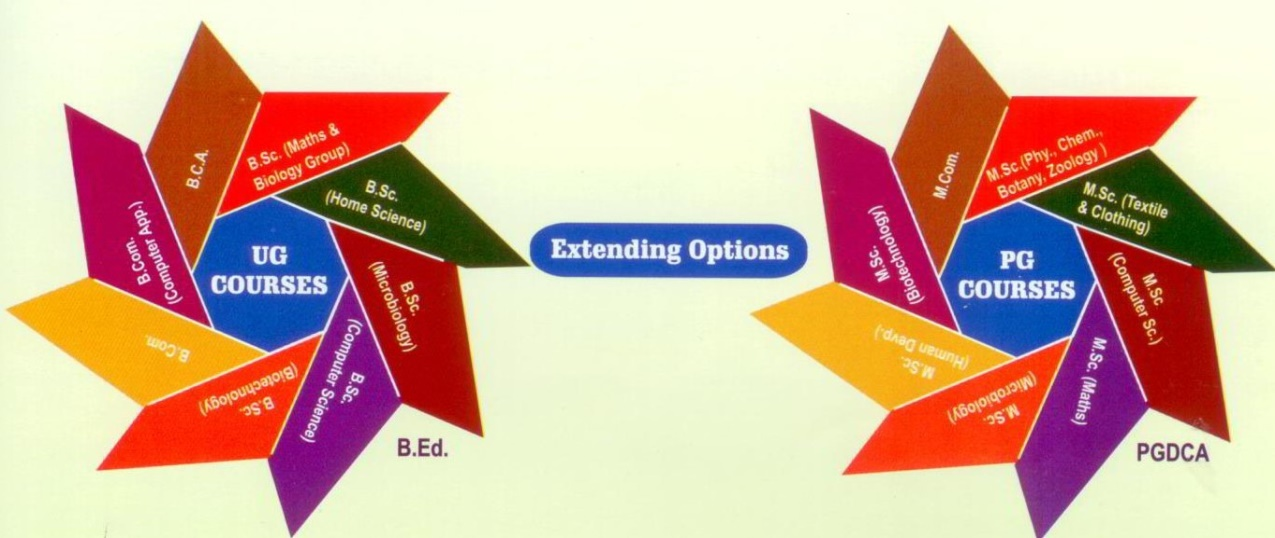 UG
COURSES
B.C.A.
B.Sc. (Maths &
Biology Group)
B.Sc.
(Home Science)
B.Sc.
(Microbiology)
B.Sc.
(Computer Science)
B.Sc.
(Biotechnology)
B.Com.
B.Com.
(Computer App.)
B.Ed.
Extending Options
PG
COURSES
M.Com.
M.Sc.(Phy., Chem.,
Botany, Zoology )
M.Sc. (Textile
& Clothing)
M.Sc
(Computer Sc.)
M.Sc. (Maths)
M.Sc.
(Microbiology)
M.Sc.
(Human Devp.)
M.Sc.
(Biotechnology)
PGDCA